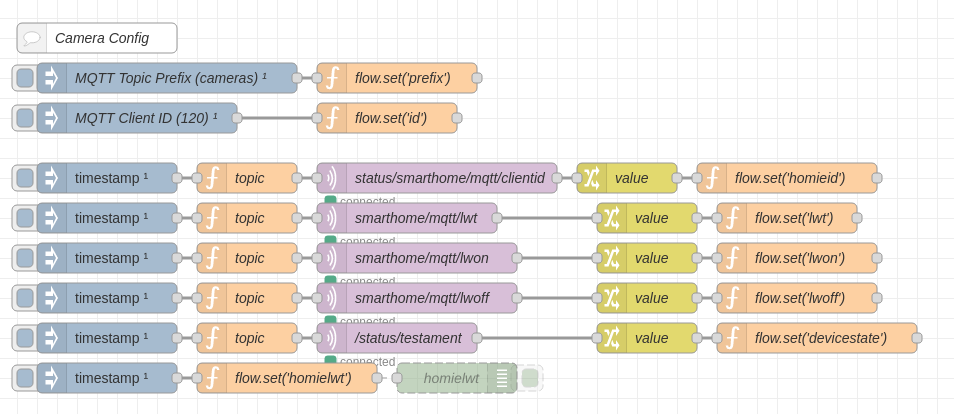 Camera Config
MQTT Topic Prefix (cameras) ¹ flow.set('prefix')
MQTT Client ID (120) ¹ flow.set('id')
timestamp ¹ topic status/smarthome/mqtt/clientid value flow.set('homieid')
connected
timestamp ¹ topic smarthome/mqtt/lwt value flow.set('lwt')
connected
timestamp ¹ topic smarthome/mqtt/lwon value flow.set('lwon')
connected
timestamp ¹ topic smarthome/mqtt/lwoff value flow.set('lwoff')
connected
timestamp ¹ topic /status/testament value flow.set('devicestate')
connected
timestamp ¹ flow.set('homielwt') homielwt